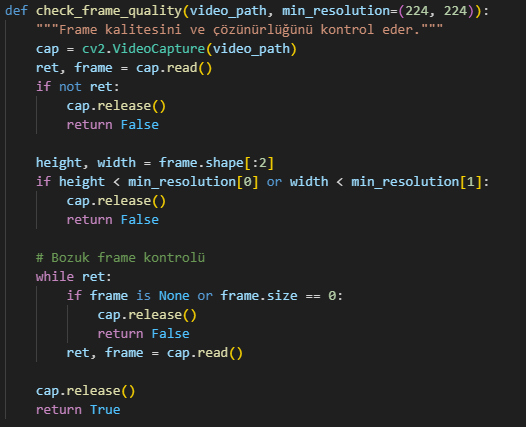 def check_frame_quality(video_path, min_resolution=(224, 224)):
    """Frame kalitesini ve çözünürlüğünü kontrol eder."""
    cap = cv2.VideoCapture(video_path)
    ret, frame = cap.read()
    if not ret:
        cap.release()
        return False

    height, width = frame.shape[:2]
    if height < min_resolution[0] or width < min_resolution[1]:
        cap.release()
        return False

    # Bozuk frame kontrolü
    while ret:
        if frame is None or frame.size == 0:
            cap.release()
            return False
        ret, frame = cap.read()

    cap.release()
    return True